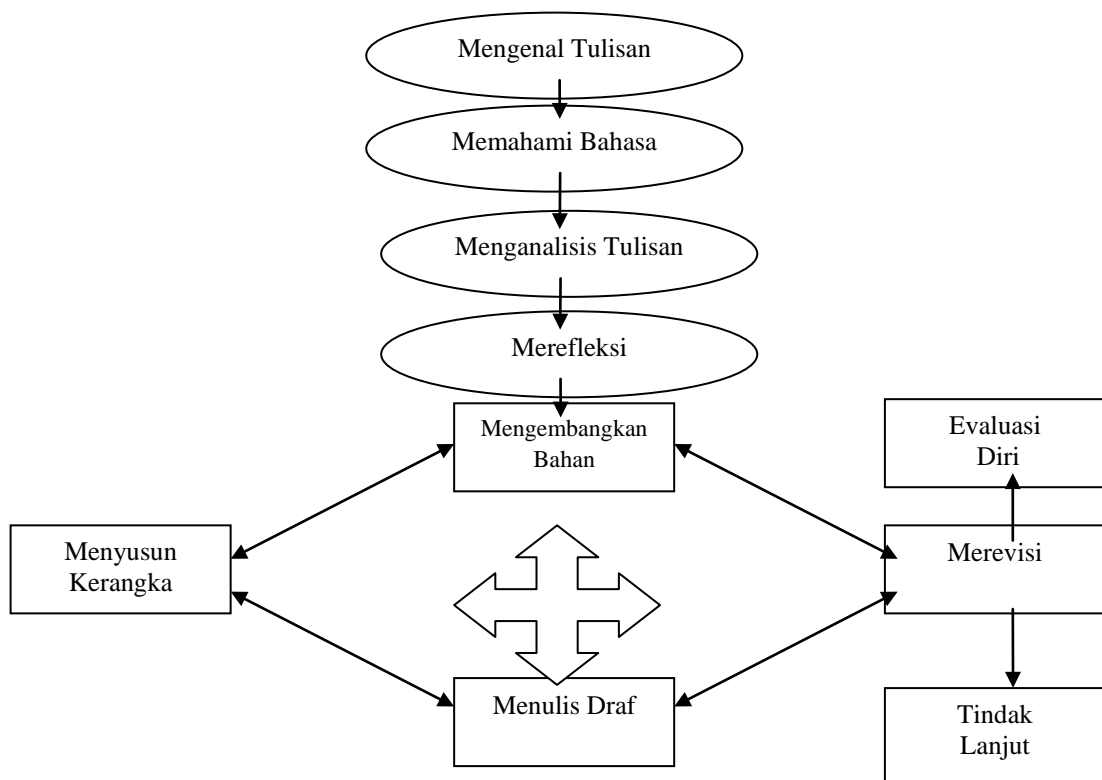 Mengenal Tulisan
Memahami Bahasa
Menganalisis Tulisan
Merefleksi
Mengembangkan
Bahan
Evaluasi
Diri
Menyusun
Kerangka
Merevisi
Menulis Draf
Tindak
Lanjut